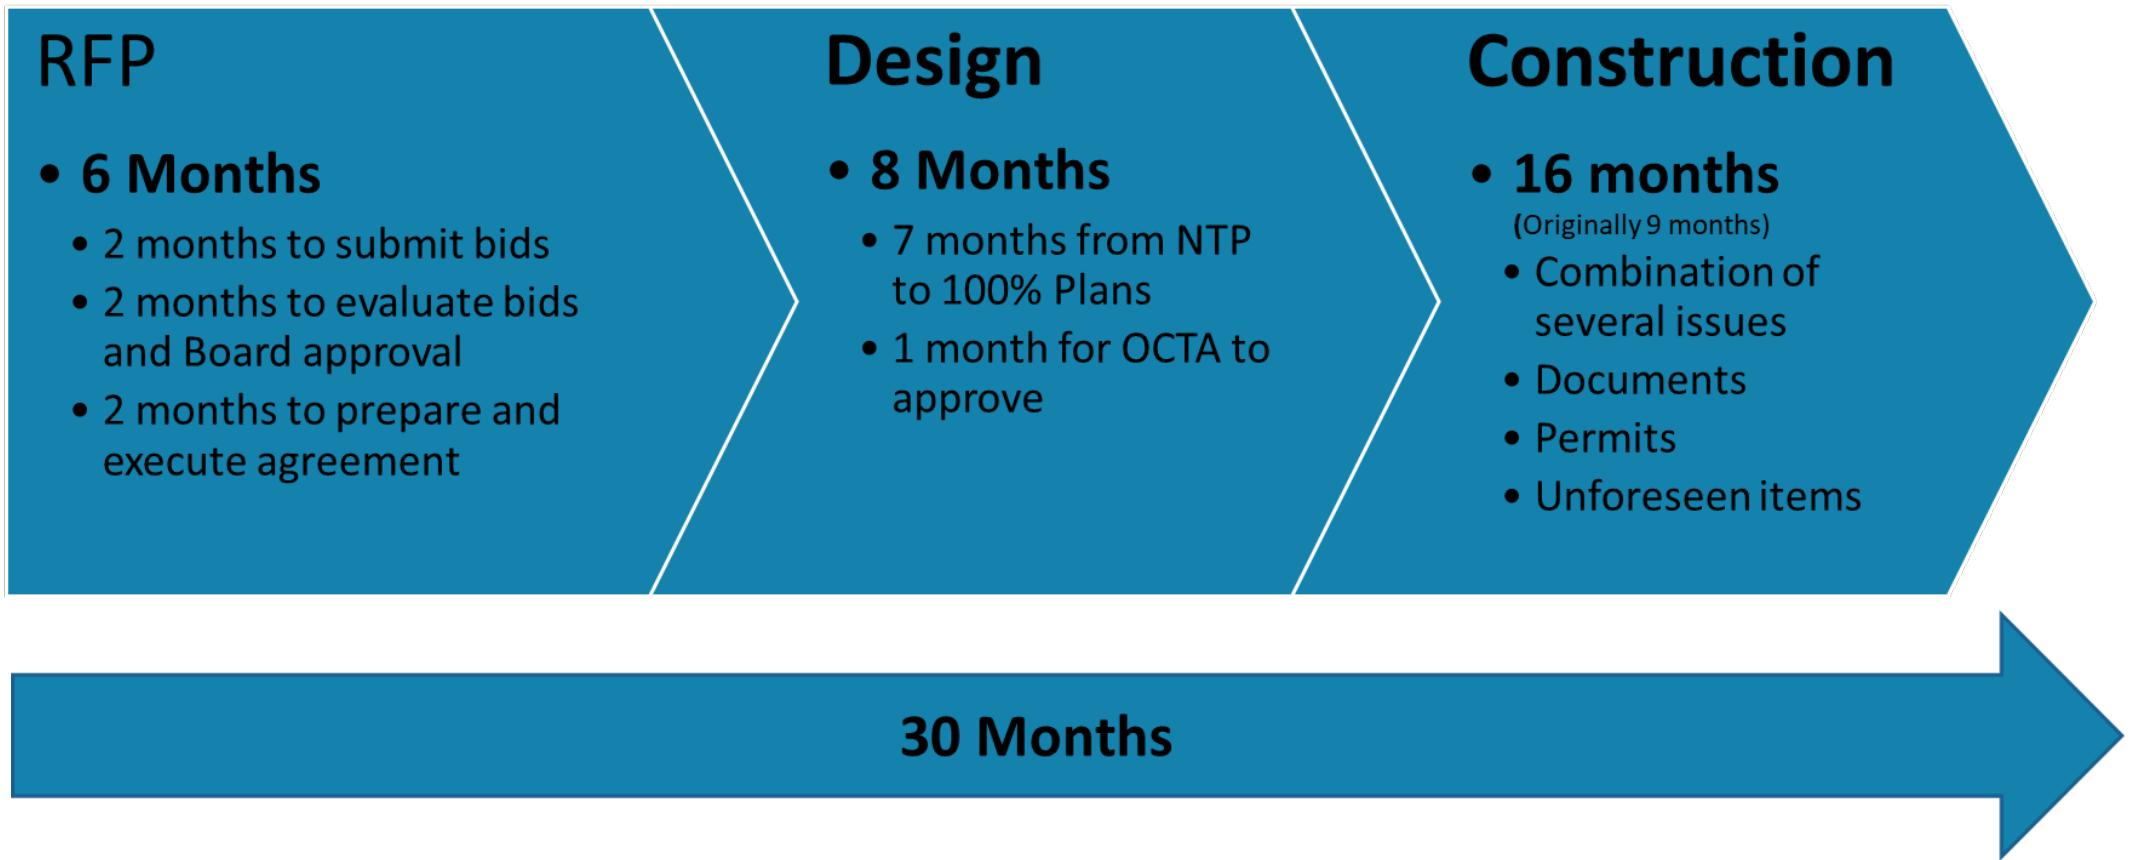 RFP
• 6 Months
• 2 months to submit bids
• 2 months to evaluate bids
and Board approval
• 2 months to prepare and
execute agreement
Design
• 8 Months
• 7 months from NTP
to 100% Plans
• 1 month for OCTA to
approve
Construction
• 16 months
(Originally 9 months)
• Combination of
several issues
• Documents
• Permits
• Unforeseen items
30 Months